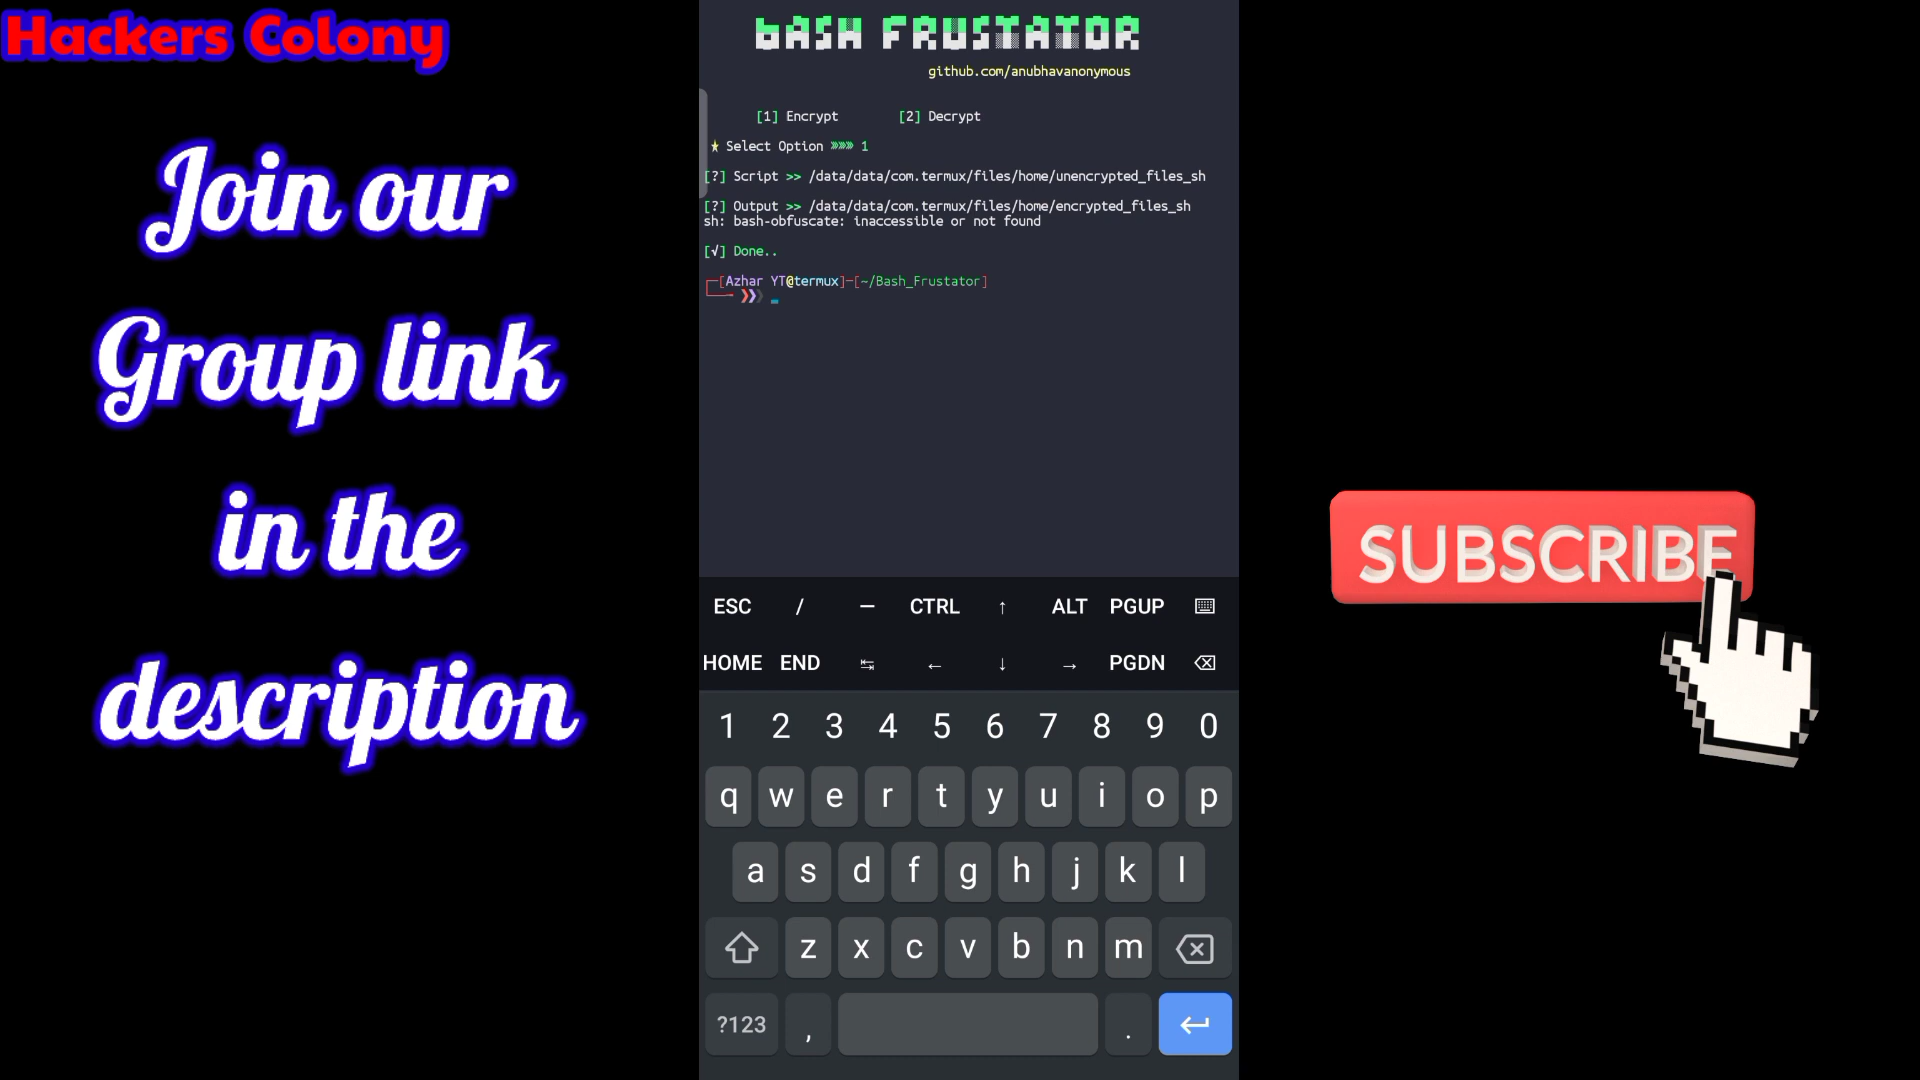 Hackers Colony
Join our
Group link
in the
description
bASH FRUSTATOR
github.com/anubhavanonymous
[1] Encrypt [2] Decrypt
★ Select Option »»» 1
[?] Script >> /data/data/com.termux/files/home/unencrypted_files_sh
[?] Output >> /data/data/com.termux/files/home/encrypted_files_sh
sh: bash-obfuscate: inaccessible or not found
[√] Done..
┌─[Azhar YT@termux]─[~/Bash_Frustator]
└──╼ ❯❯❯
ESC / — CTRL ↑ ALT PGUP
HOME END ↹ ← ↓ → PGDN ⌫
1 2 3 4 5 6 7 8 9 0
q w e r t y u i o p
a s d f g h j k l
z x c v b n m
?123 , .
SUBSCRIBE